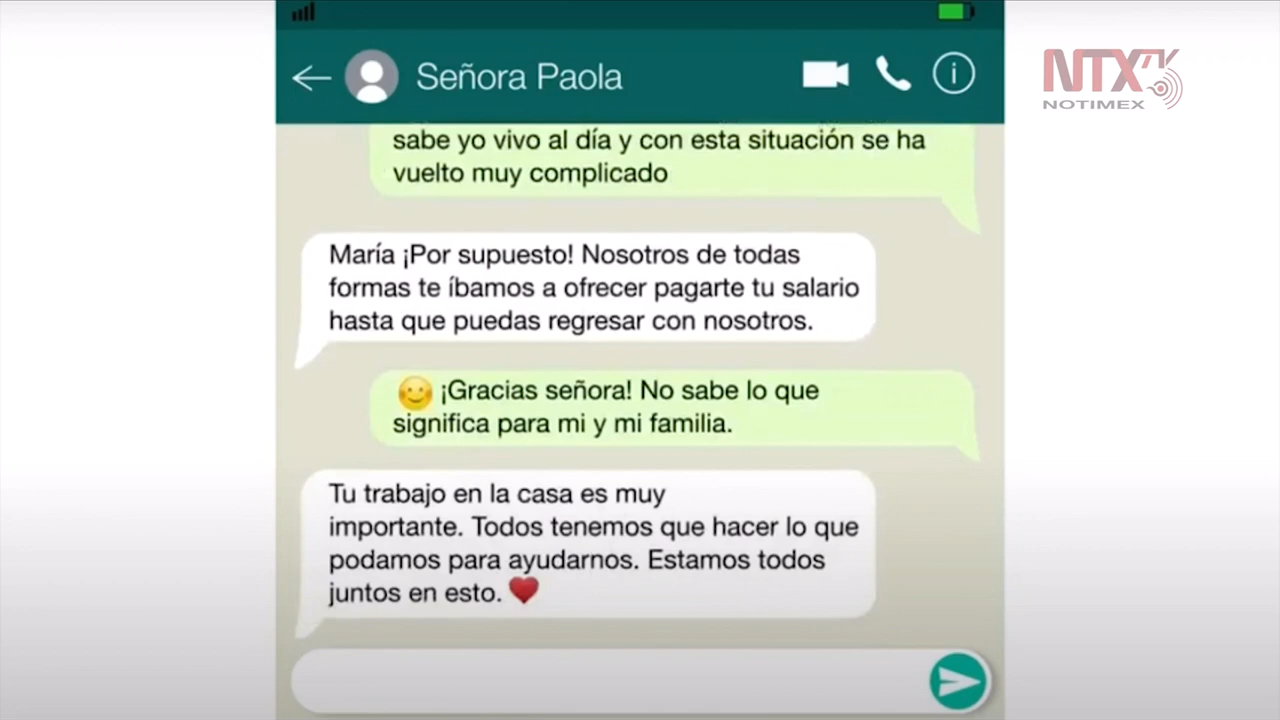 Señora Paola
NTX
NOTIMEX
sabe yo vivo al día y con esta situación se ha
vuelto muy complicado
María ¡Por supuesto! Nosotros de todas
formas te íbamos a ofrecer pagarte tu salario
hasta que puedas regresar con nosotros.
¡Gracias señora! No sabe lo que
significa para mi y mi familia.
Tu trabajo en la casa es muy
importante. Todos tenemos que hacer lo que
podamos para ayudarnos. Estamos todos
juntos en esto.